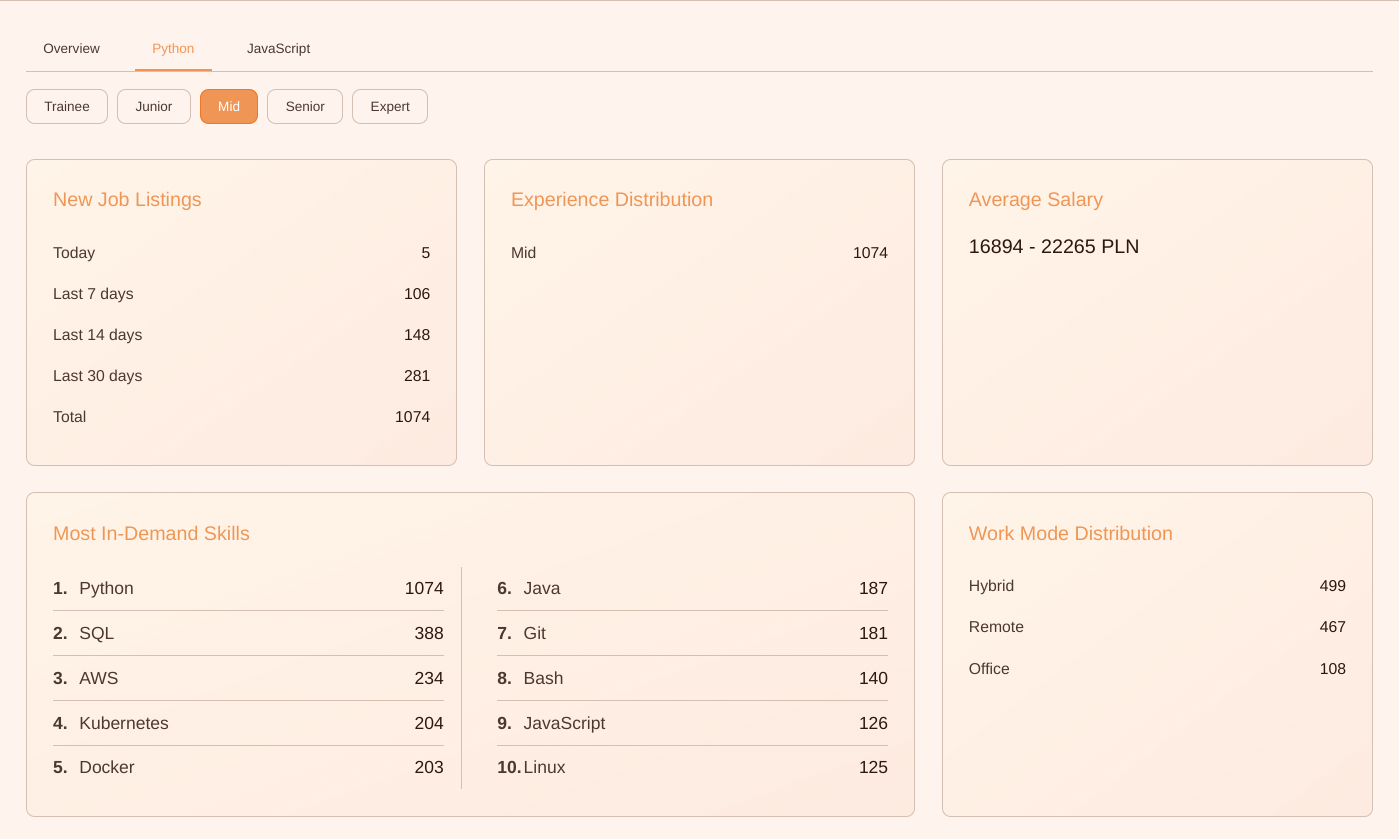 Overview Python JavaScript
Trainee Junior Mid Senior Expert
New Job Listings
Today 5
Last 7 days 106
Last 14 days 148
Last 30 days 281
Total 1074
Experience Distribution
Mid 1074
Average Salary
16894 - 22265 PLN
Most In-Demand Skills
1. Python 1074
2. SQL 388
3. AWS 234
4. Kubernetes 204
5. Docker 203
6. Java 187
7. Git 181
8. Bash 140
9. JavaScript 126
10. Linux 125
Work Mode Distribution
Hybrid 499
Remote 467
Office 108